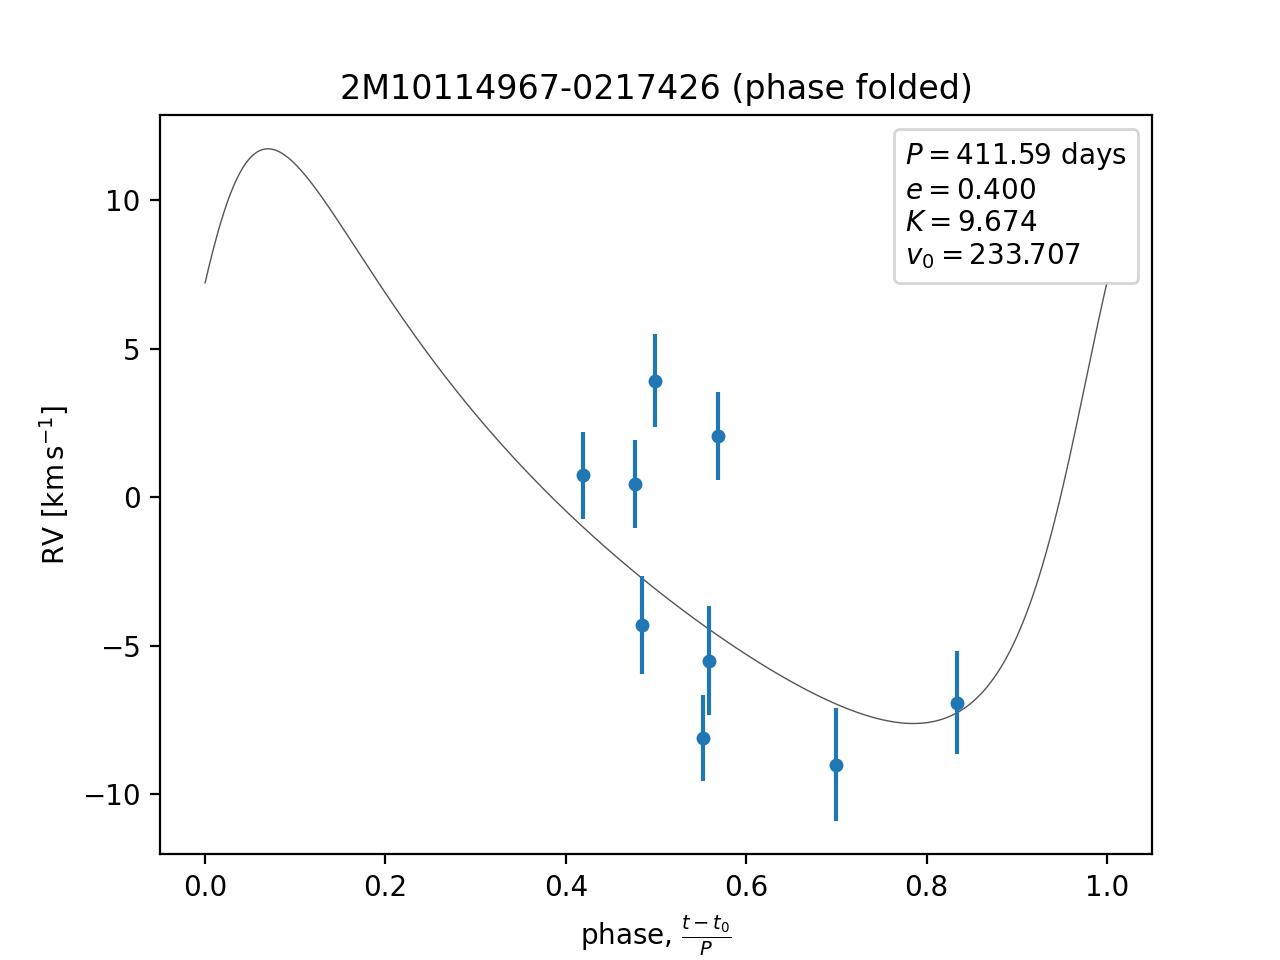 2M10114967-0217426 (phase folded)
P = 411.59 days
e = 0.400
K = 9.674
v₀ = 233.707
10
5
0
−5
−10
RV [km s⁻¹]
0.0 0.2 0.4 0.6 0.8 1.0
phase, (t − t₀)/P